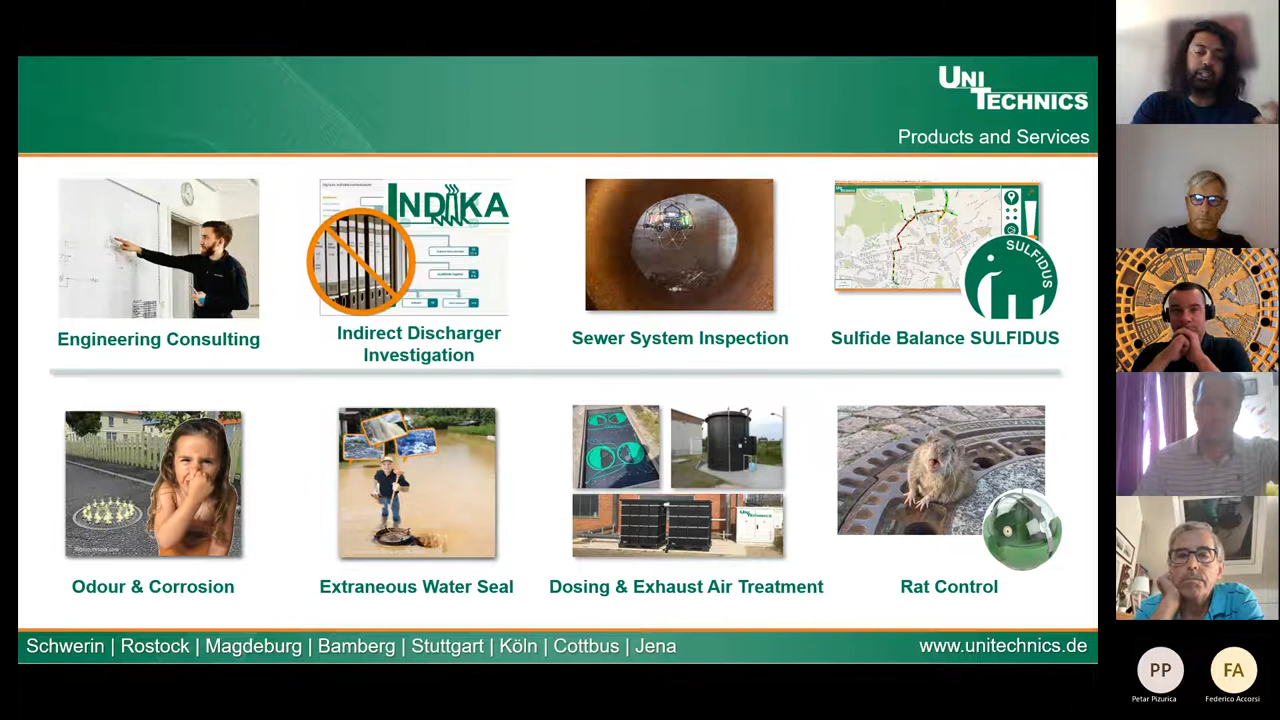 UNI
TECHNICS
Products and Services
INDIKA
SULFIDUS
Engineering Consulting
Indirect Discharger
Investigation
Sewer System Inspection
Sulfide Balance SULFIDUS
UNI
TECHNICS
Odour & Corrosion
Extraneous Water Seal
Dosing & Exhaust Air Treatment
Rat Control
Schwerin | Rostock | Magdeburg | Bamberg | Stuttgart | Köln | Cottbus | Jena
www.unitechnics.de
PP
FA
Petar Pizurica
Federico Accorsi